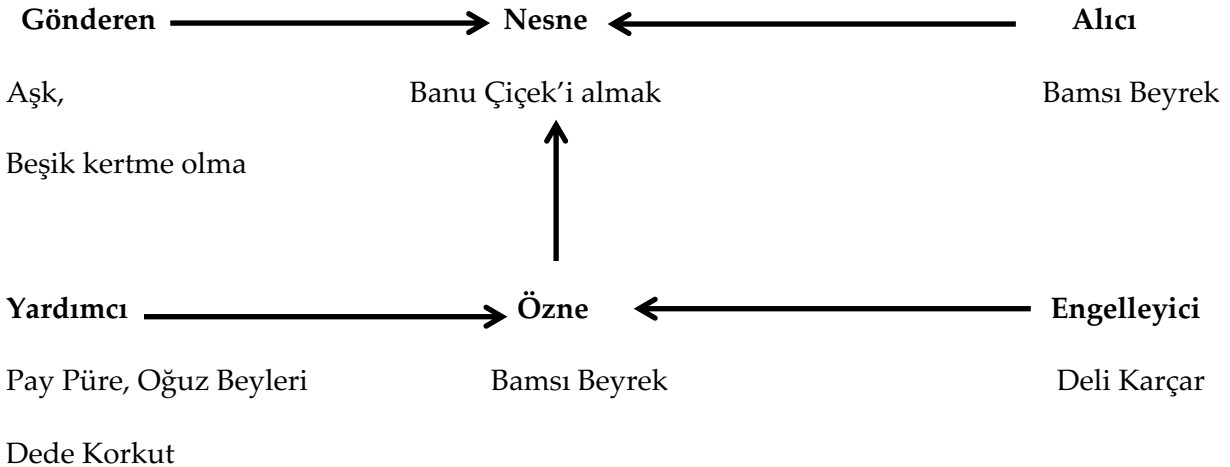 Gönderen Nesne Alıcı
Aşk, Banu Çiçek’i almak Bamsı Beyrek
Beşik kertme olma
Yardımcı Özne Engelleyici
Pay Püre, Oğuz Beyleri Bamsı Beyrek Deli Karçar
Dede Korkut